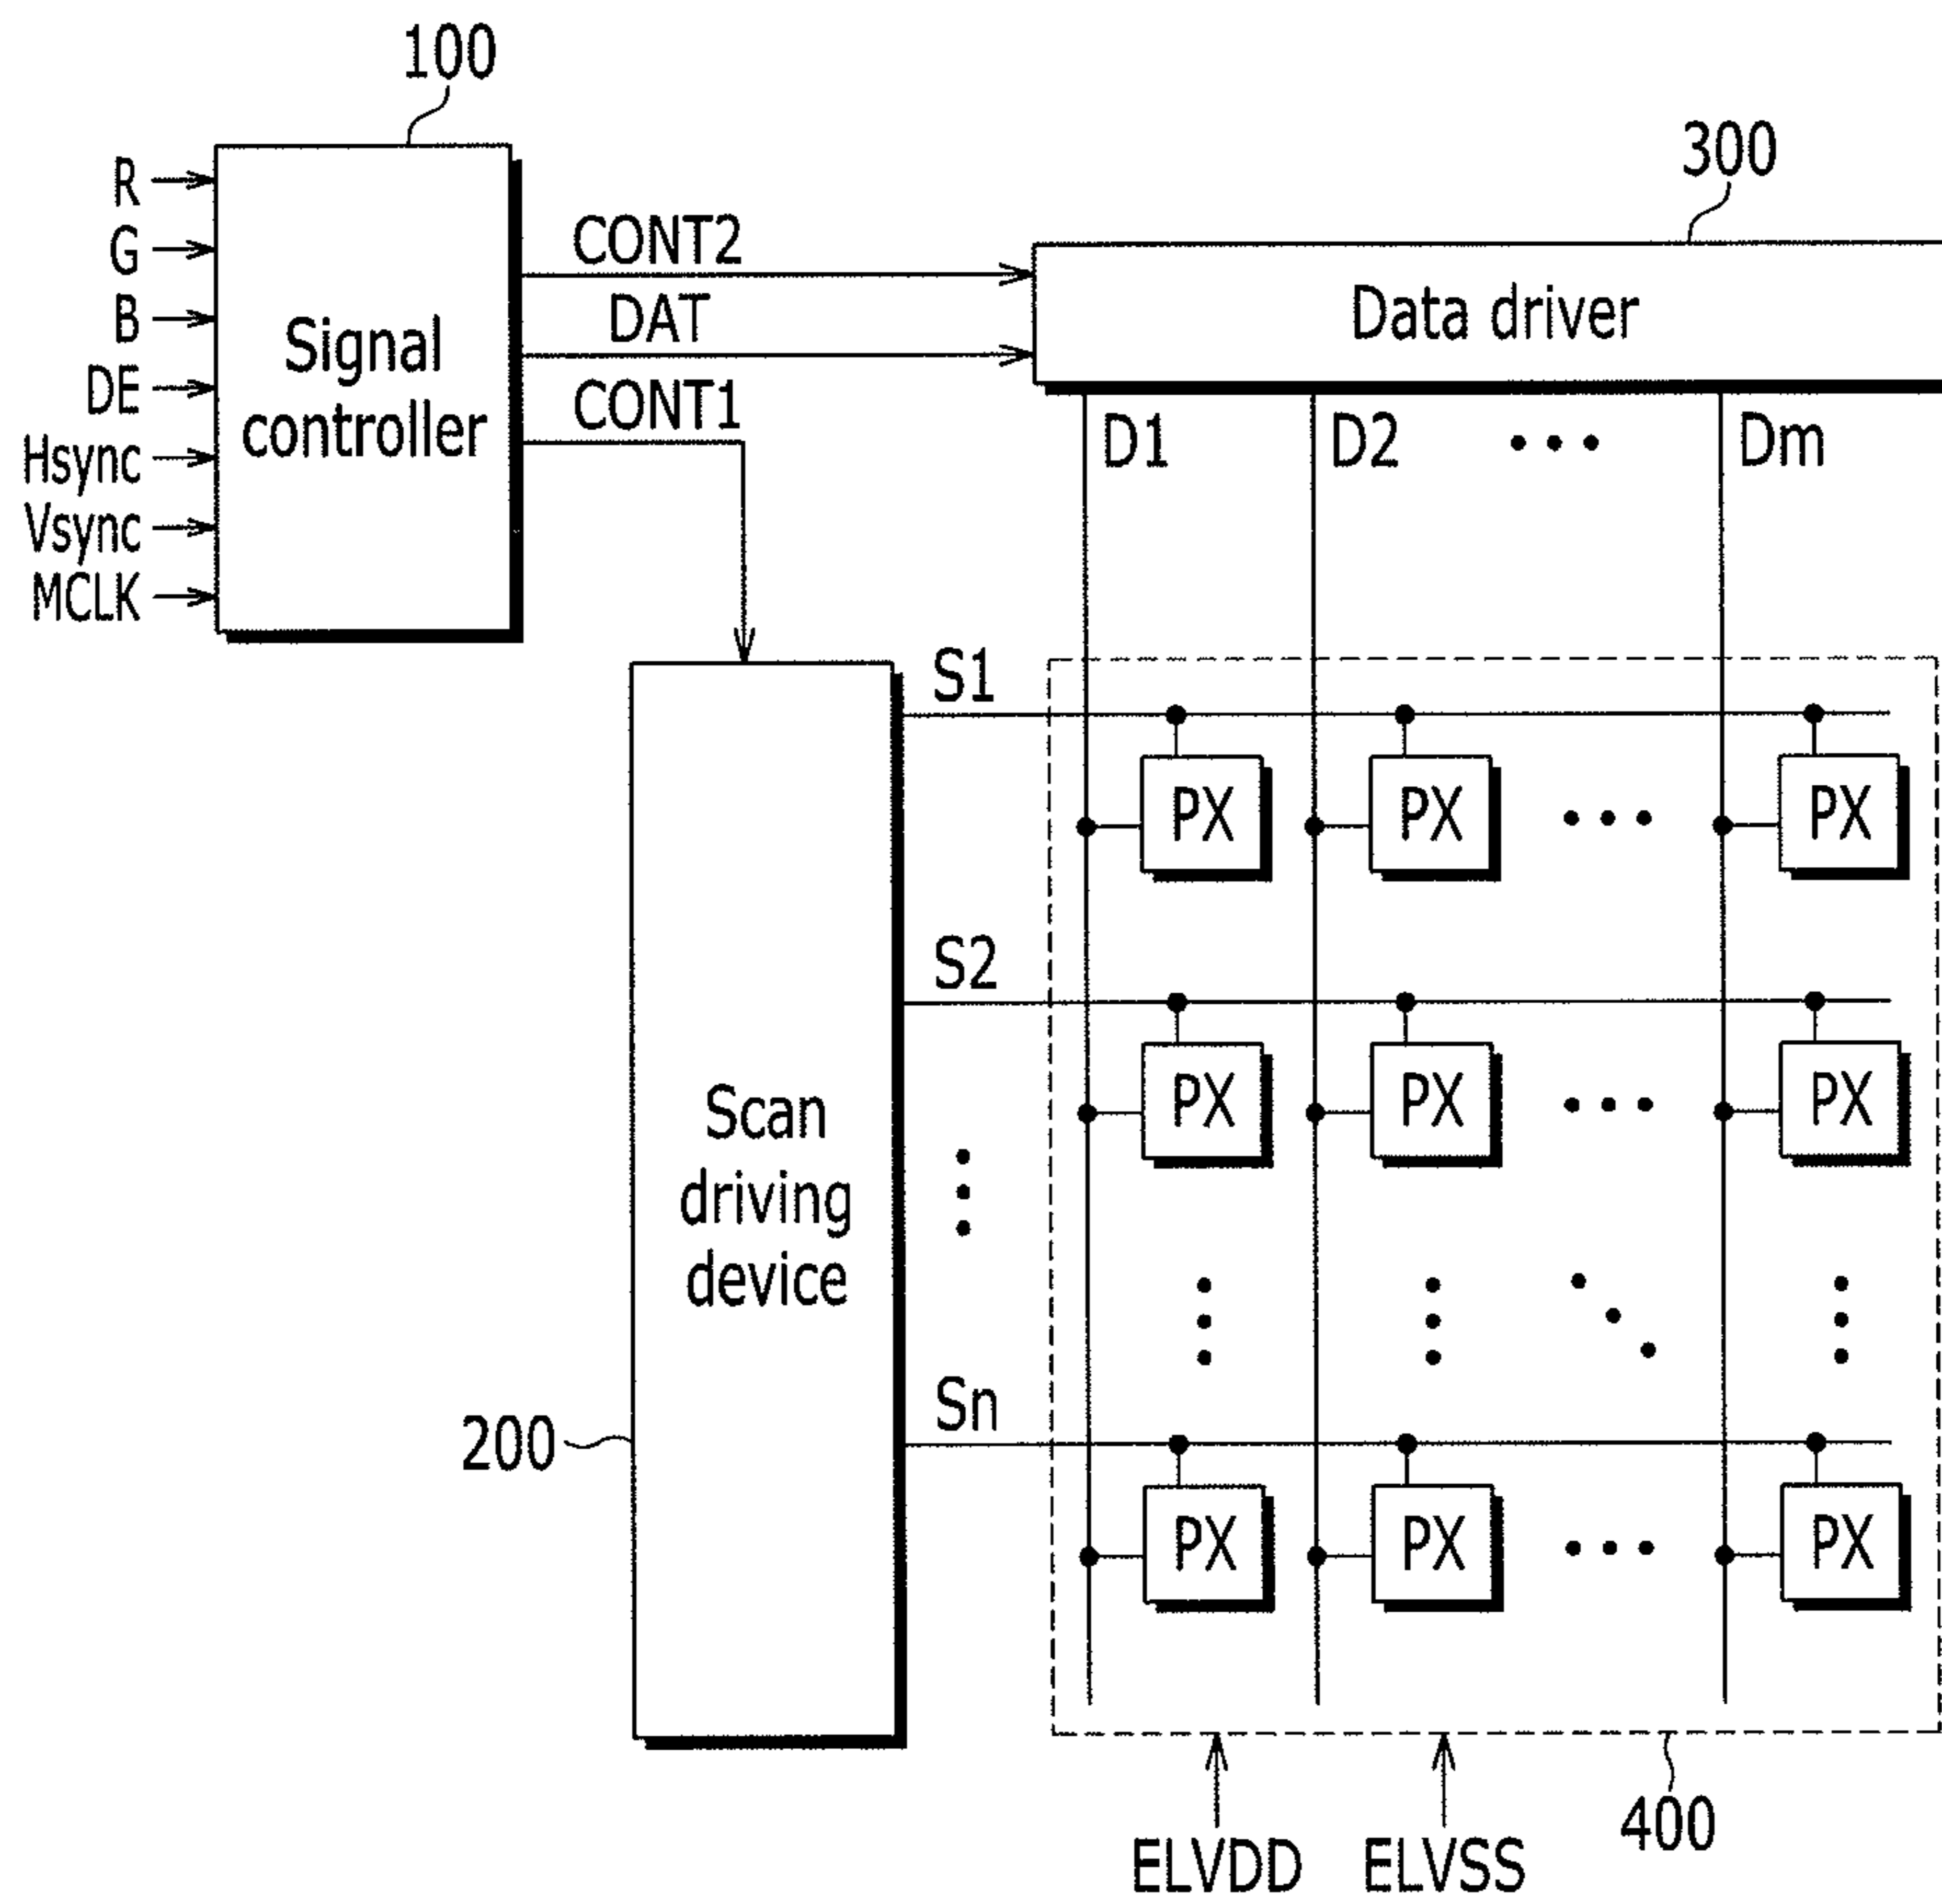 100
300
R
G
B
DE
Hsync
Vsync
MCLK
Signal
controller
CONT2
DAT
CONT1
Data driver
D1
D2
Dm
S1
PX
PX
PX
S2
PX
PX
PX
Scan
driving
device
200
Sn
PX
PX
PX
ELVDD
ELVSS
400